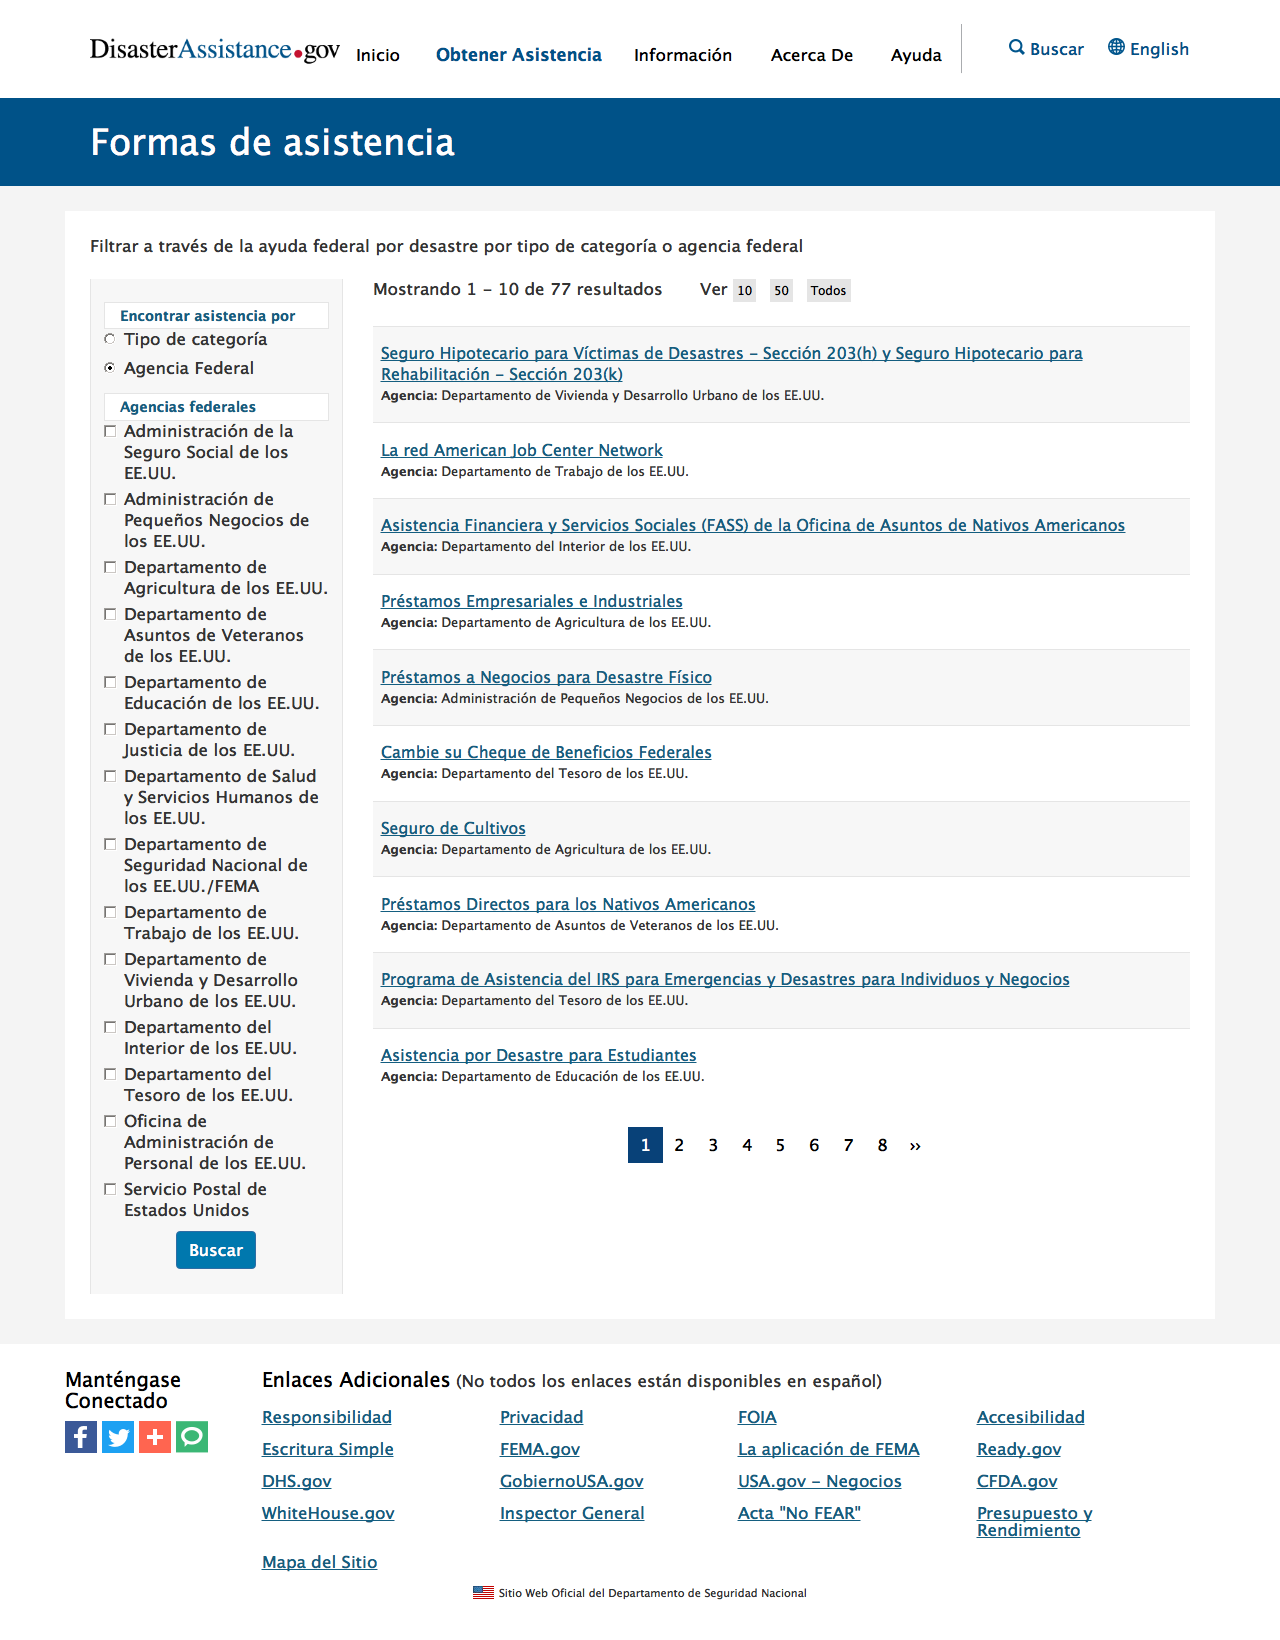 DisasterAssistance.gov
Inicio
Obtener Asistencia
Información
Acerca De
Ayuda
Buscar
English
Formas de asistencia
Filtrar a través de la ayuda federal por desastre por tipo de categoría o agencia federal
Encontrar asistencia por
Tipo de categoría
Agencia Federal
Agencias federales
Administración de la
Seguro Social de los
EE.UU.
Administración de
Pequeños Negocios de
los EE.UU.
Departamento de
Agricultura de los EE.UU.
Departamento de
Asuntos de Veteranos
de los EE.UU.
Departamento de
Educación de los EE.UU.
Departamento de
Justicia de los EE.UU.
Departamento de Salud
y Servicios Humanos de
los EE.UU.
Departamento de
Seguridad Nacional de
los EE.UU./FEMA
Departamento de
Trabajo de los EE.UU.
Departamento de
Vivienda y Desarrollo
Urbano de los EE.UU.
Departamento del
Interior de los EE.UU.
Departamento del
Tesoro de los EE.UU.
Oficina de
Administración de
Personal de los EE.UU.
Servicio Postal de
Estados Unidos
Buscar
Mostrando 1 - 10 de 77 resultados
Ver 10 50 Todos
Seguro Hipotecario para Víctimas de Desastres - Sección 203(h) y Seguro Hipotecario para
Rehabilitación - Sección 203(k)
Agencia: Departamento de Vivienda y Desarrollo Urbano de los EE.UU.
La red American Job Center Network
Agencia: Departamento de Trabajo de los EE.UU.
Asistencia Financiera y Servicios Sociales (FASS) de la Oficina de Asuntos de Nativos Americanos
Agencia: Departamento del Interior de los EE.UU.
Préstamos Empresariales e Industriales
Agencia: Departamento de Agricultura de los EE.UU.
Préstamos a Negocios para Desastre Físico
Agencia: Administración de Pequeños Negocios de los EE.UU.
Cambie su Cheque de Beneficios Federales
Agencia: Departamento del Tesoro de los EE.UU.
Seguro de Cultivos
Agencia: Departamento de Agricultura de los EE.UU.
Préstamos Directos para los Nativos Americanos
Agencia: Departamento de Asuntos de Veteranos de los EE.UU.
Programa de Asistencia del IRS para Emergencias y Desastres para Individuos y Negocios
Agencia: Departamento del Tesoro de los EE.UU.
Asistencia por Desastre para Estudiantes
Agencia: Departamento de Educación de los EE.UU.
1 2 3 4 5 6 7 8 ››
Manténgase
Conectado
Enlaces Adicionales (No todos los enlaces están disponibles en español)
Responsibilidad
Privacidad
FOIA
Accesibilidad
Escritura Simple
FEMA.gov
La aplicación de FEMA
Ready.gov
DHS.gov
GobiernoUSA.gov
USA.gov - Negocios
CFDA.gov
WhiteHouse.gov
Inspector General
Acta "No FEAR"
Presupuesto y
Rendimiento
Mapa del Sitio
Sitio Web Oficial del Departamento de Seguridad Nacional